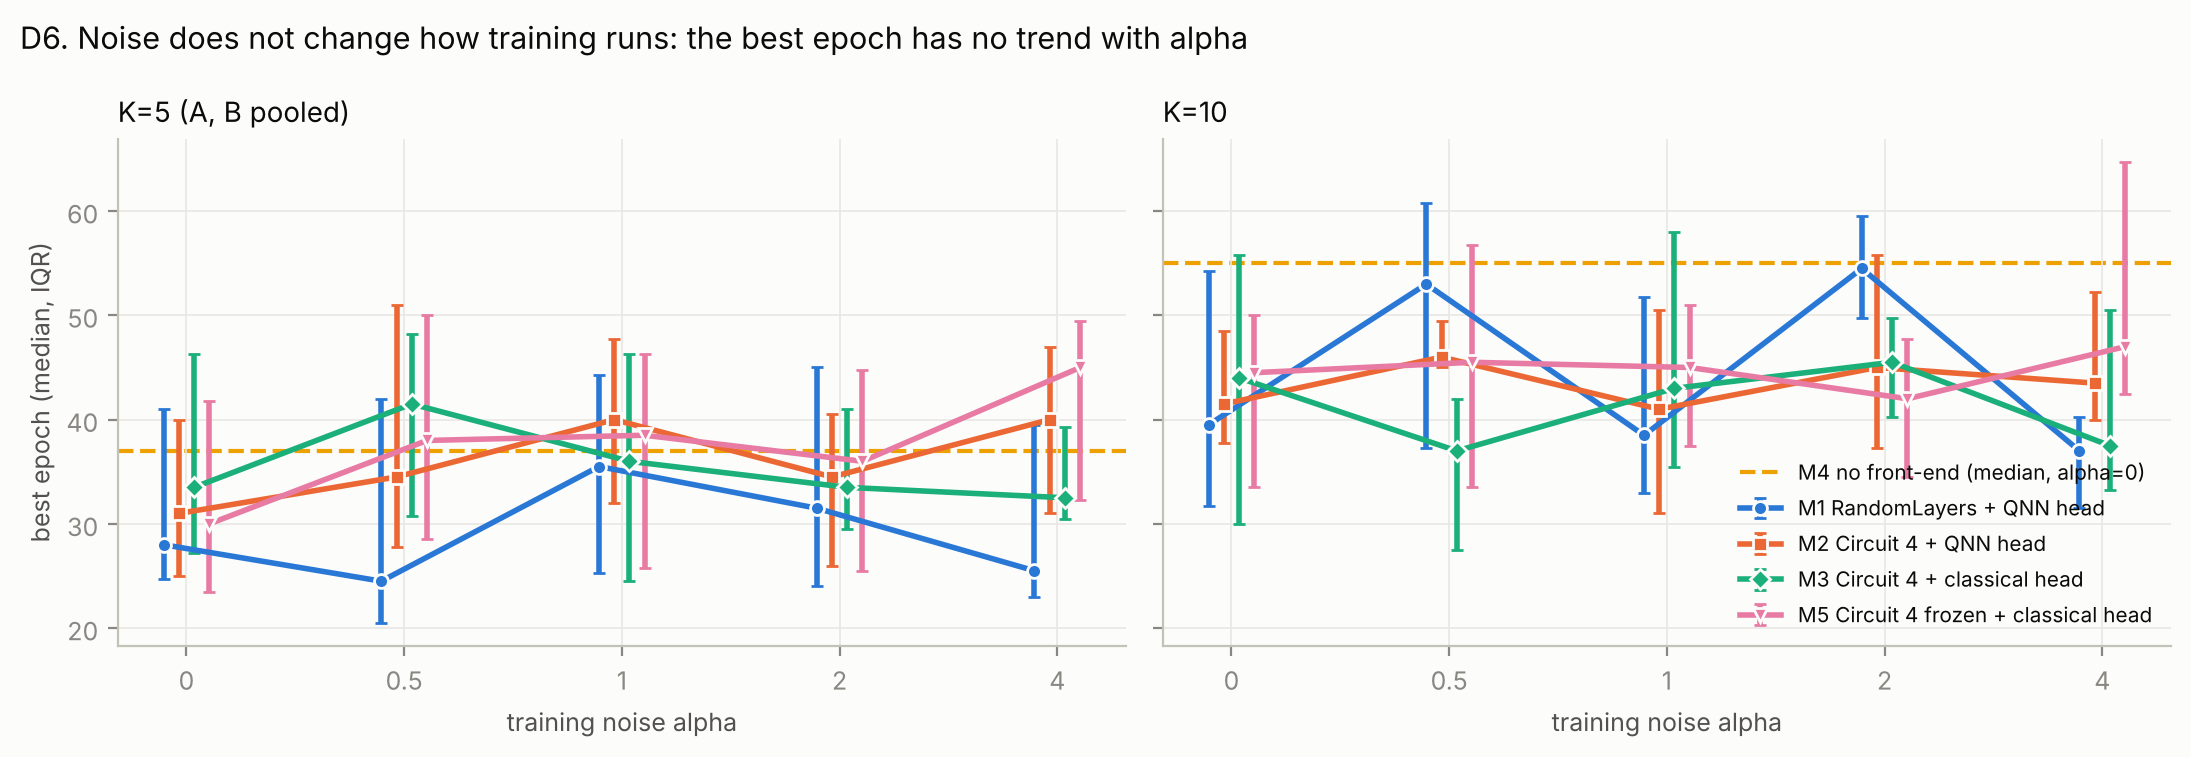 D6. Noise does not change how training runs: the best epoch has no trend with alpha
K=5 (A, B pooled)
K=10
best epoch (median, IQR)
60
50
40
30
20
0
0.5
1
2
4
training noise alpha
0
0.5
1
2
4
training noise alpha
M4 no front-end (median, alpha=0)
M1 RandomLayers + QNN head
M2 Circuit 4 + QNN head
M3 Circuit 4 + classical head
M5 Circuit 4 frozen + classical head